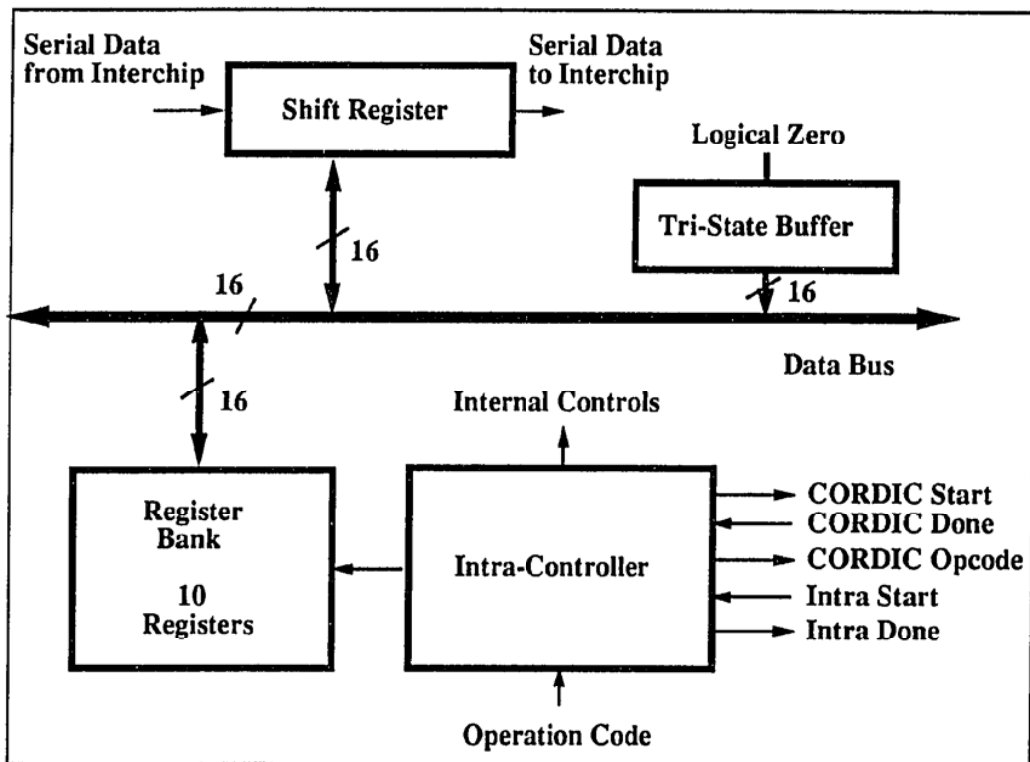 Serial Data
from Interchip
Serial Data
to Interchip
Shift Register
Logical Zero
Tri-State Buffer
16
16
16
Data Bus
16
Internal Controls
Register
Bank
10
Registers
Intra-Controller
CORDIC Start
CORDIC Done
CORDIC Opcode
Intra Start
Intra Done
Operation Code